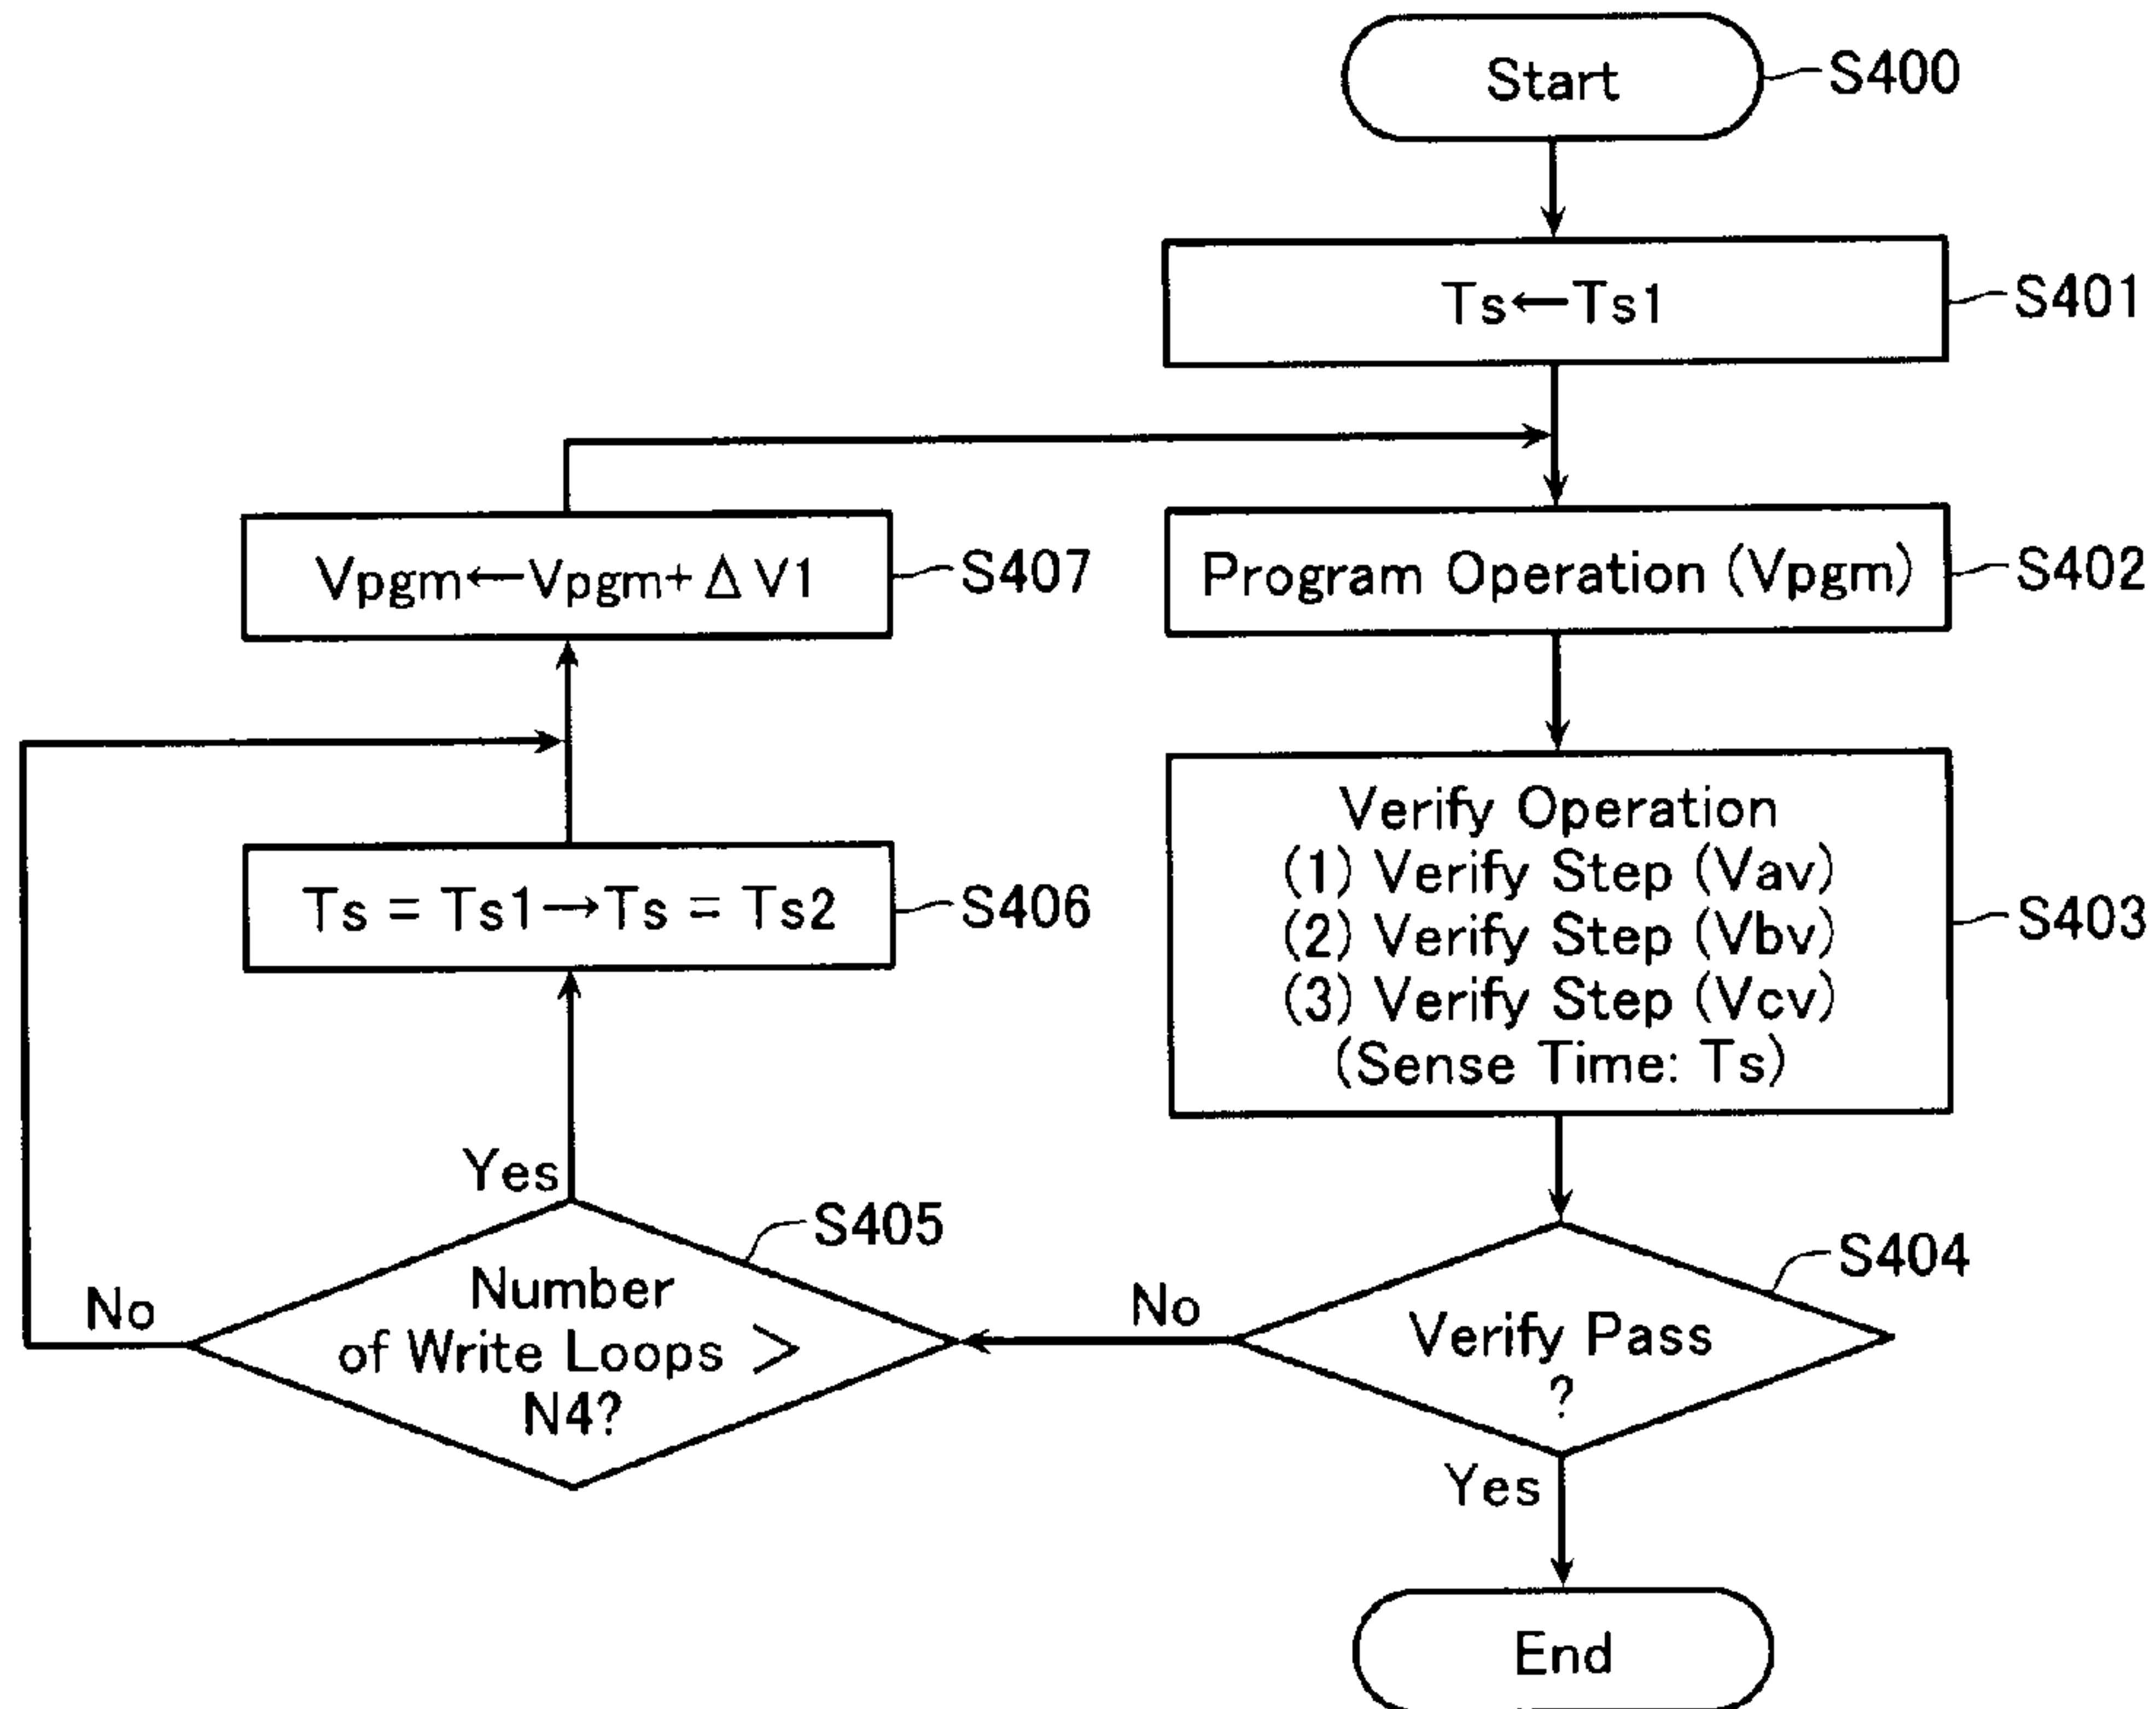 Start
S400
Ts←Ts1
S401
Vpgm←Vpgm+Δ V1
S407
Program Operation (Vpgm)
S402
Ts = Ts1→Ts = Ts2
S406
Verify Operation
(1) Verify Step (Vav)
(2) Verify Step (Vbv)
(3) Verify Step (Vcv)
(Sense Time: Ts)
S403
Yes
S405
Number
of Write Loops >
N4?
No
No
S404
Verify Pass
?
Yes
End